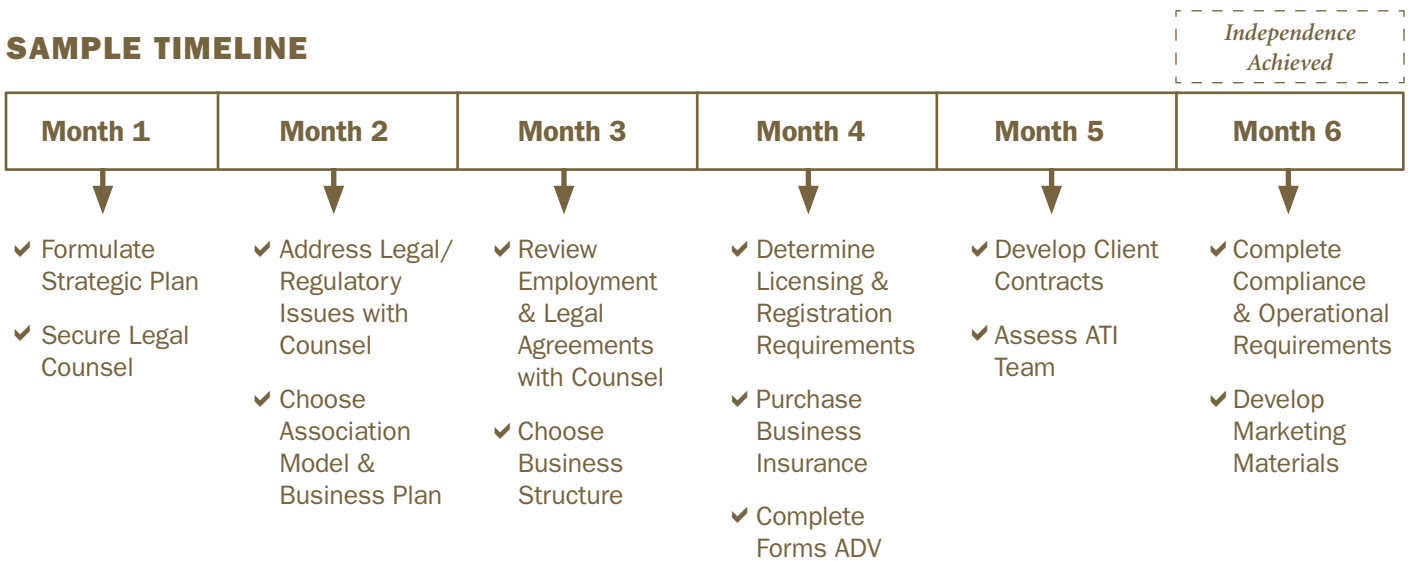 SAMPLE TIMELINE
Independence
Achieved
Month 1
Month 2
Month 3
Month 4
Month 5
Month 6
Formulate
Strategic Plan
Secure Legal
Counsel
Address Legal/
Regulatory
Issues with
Counsel
Choose
Association
Model &
Business Plan
Review
Employment
& Legal
Agreements
with Counsel
Choose
Business
Structure
Determine
Licensing &
Registration
Requirements
Purchase
Business
Insurance
Complete
Forms ADV
Develop Client
Contracts
Assess ATI
Team
Complete
Compliance
& Operational
Requirements
Develop
Marketing
Materials